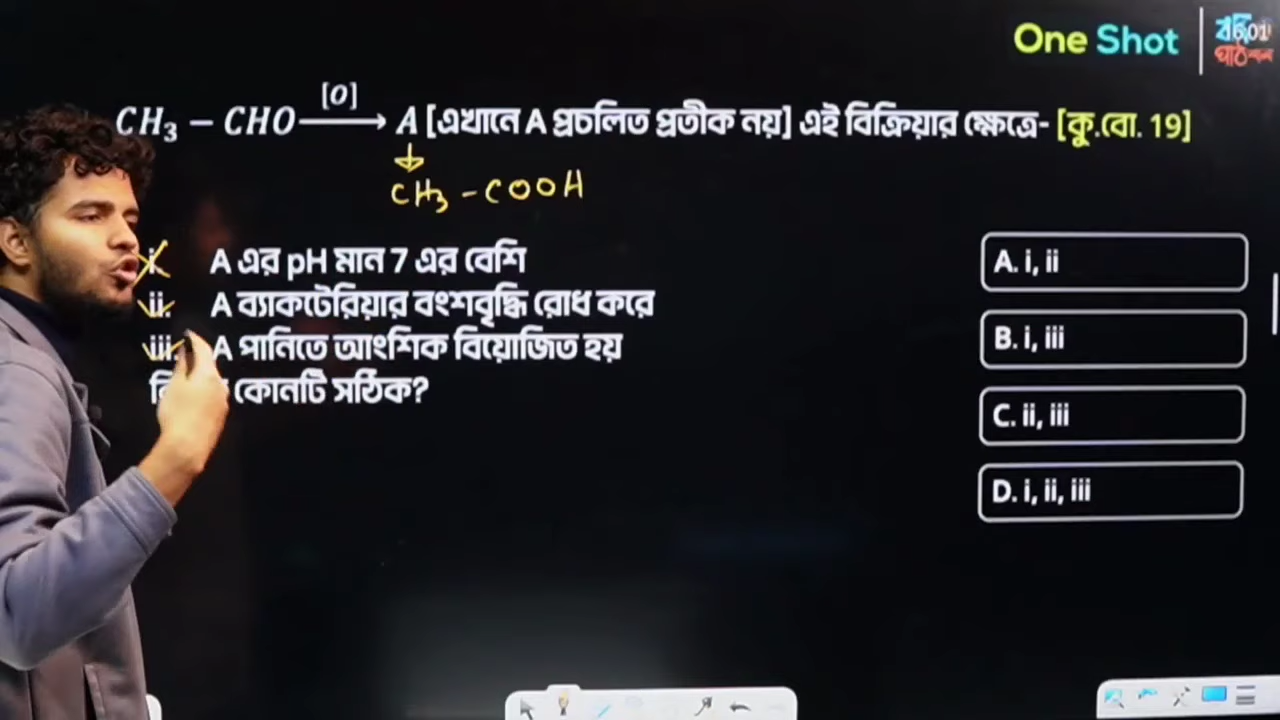 One Shot
CH₃ – CHO [O] → A [এখানে A প্রচলিত প্রতীক নয়] এই বিক্রিয়ার ক্ষেত্রে- [কু.বো. 19]
CH₃ – COOH
i. A এর pH মান 7 এর বেশি
ii. A ব্যাকটেরিয়ার বংশবৃদ্ধি রোধ করে
iii. A পানিতে আংশিক বিয়োজিত হয়
কোনটি সঠিক?
A. i, ii
B. i, iii
C. ii, iii
D. i, ii, iii